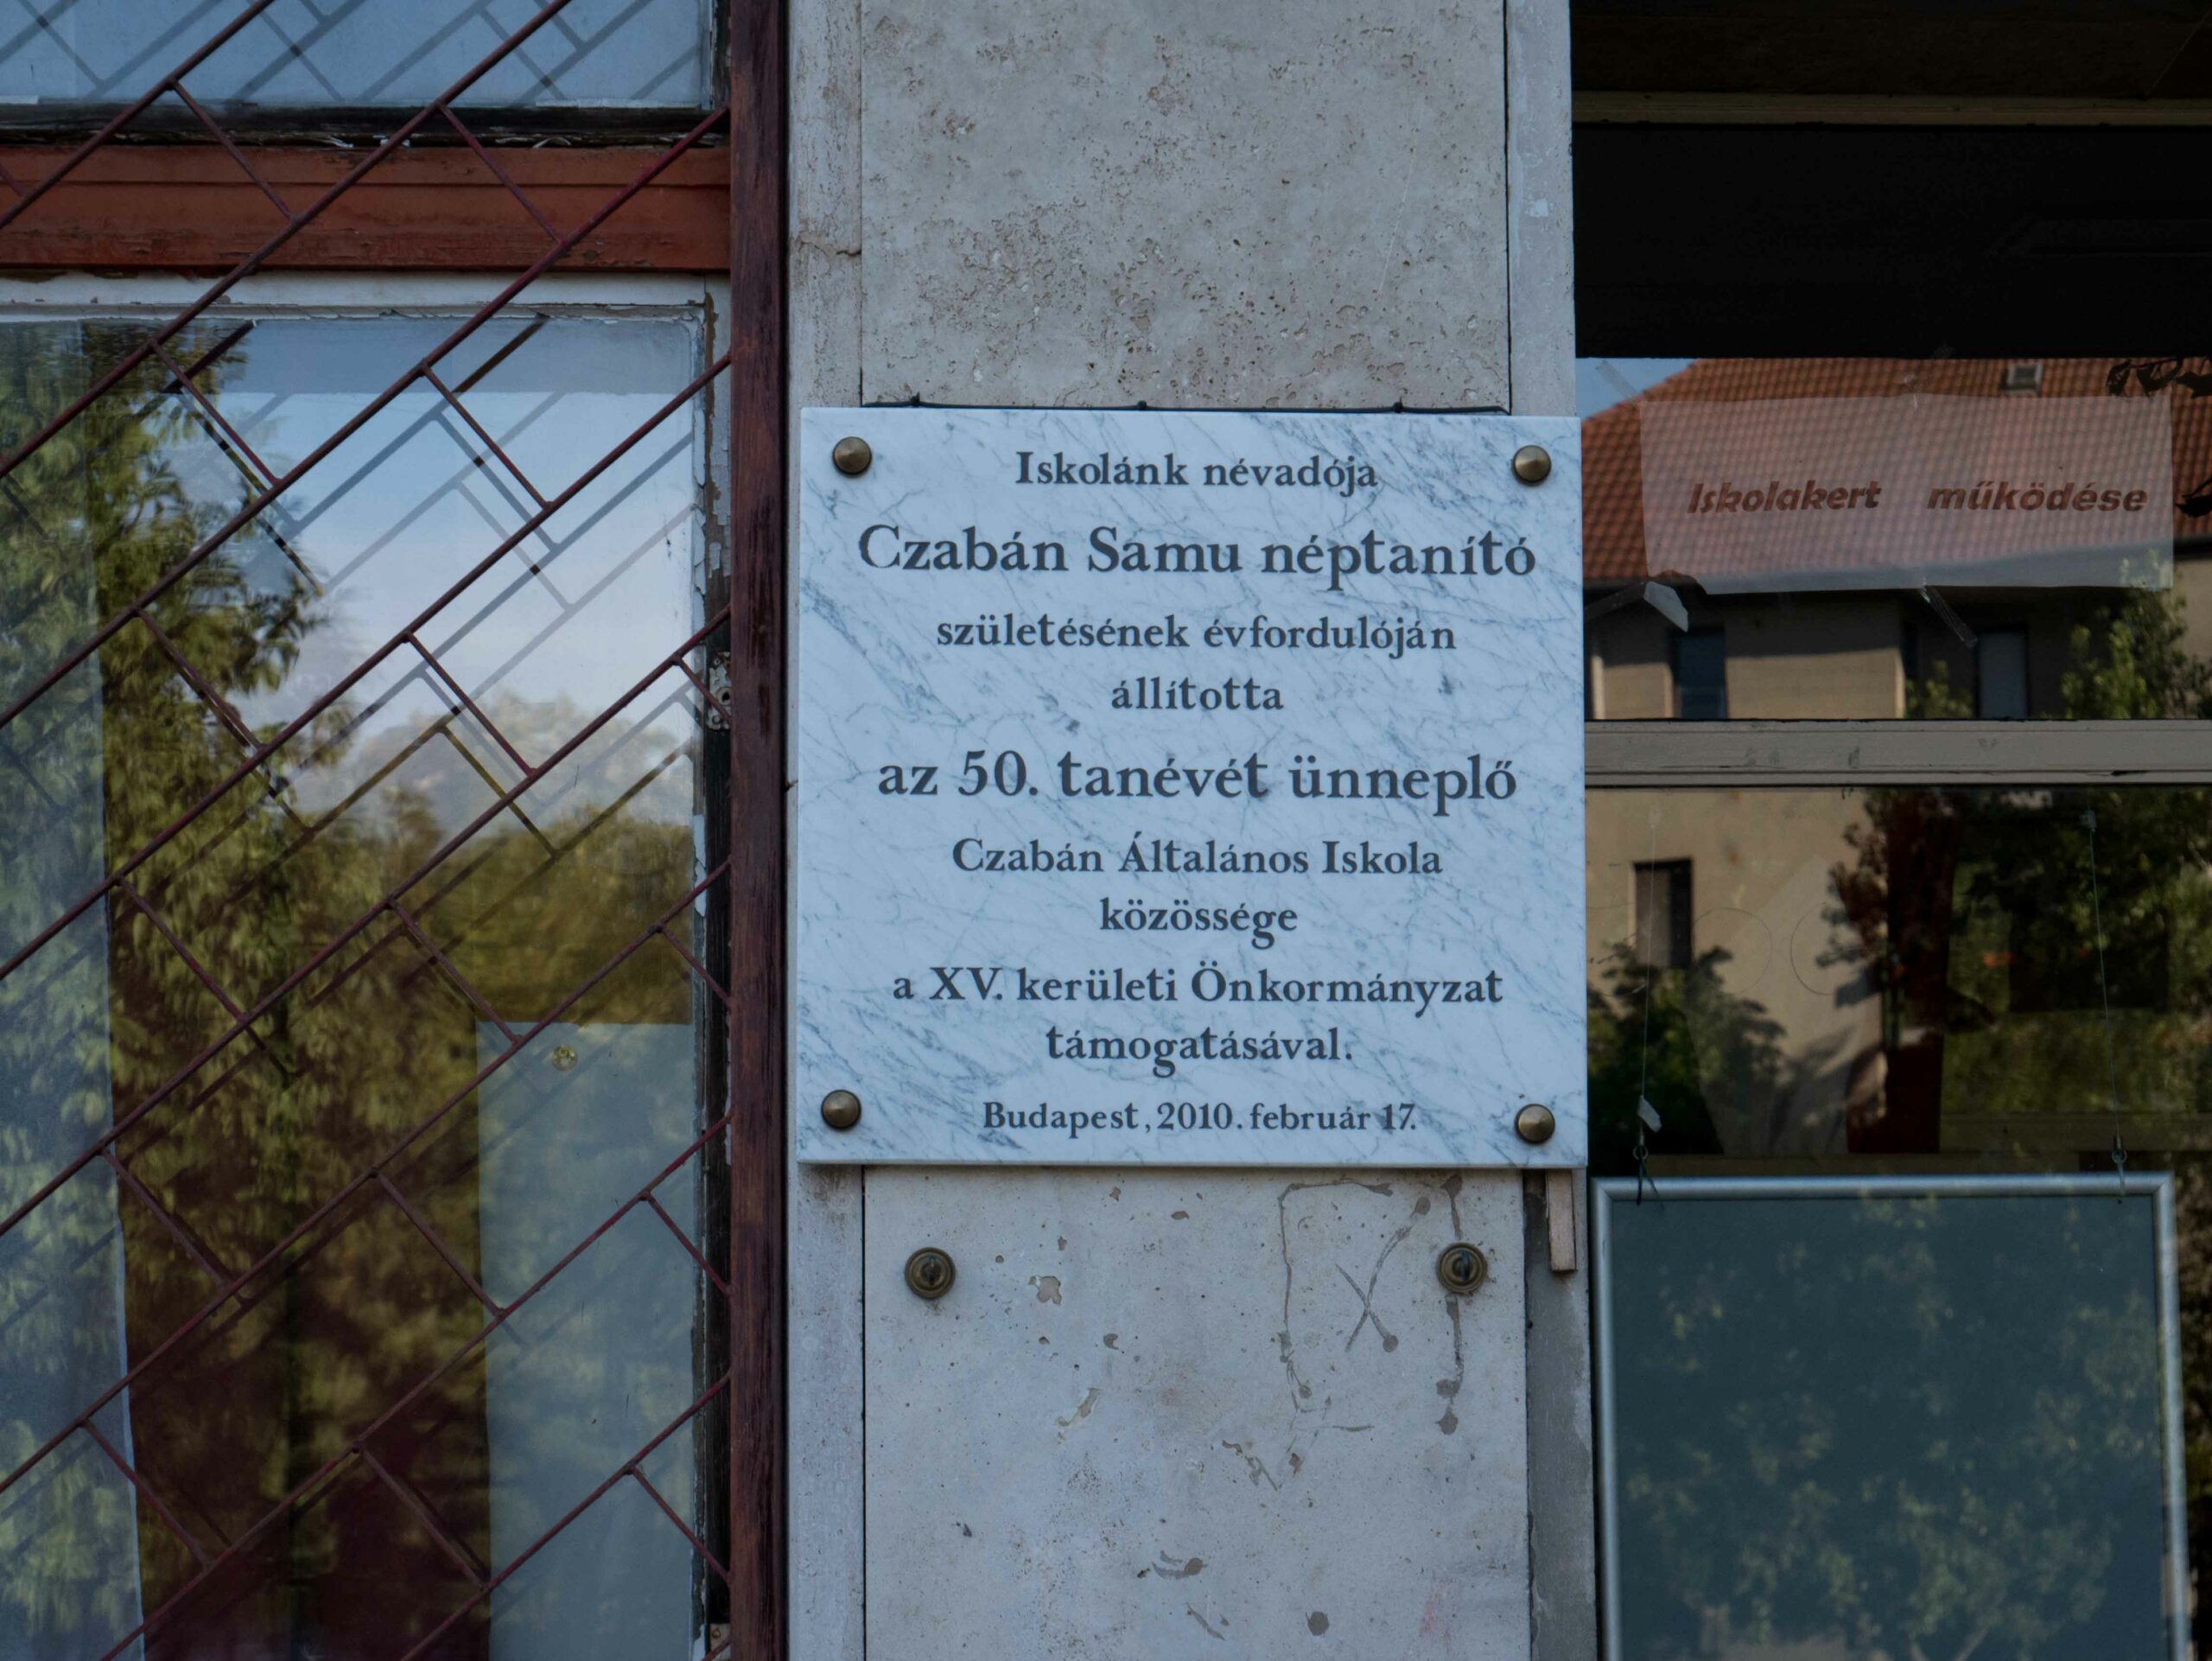 Iskolánk névadója
Czabán Samu néptanító
születésének évfordulóján
állította
az 50. tanévét ünneplő
Czabán Általános Iskola
közössége
a XV. kerületi Önkormányzat
támogatásával.
Budapest, 2010. február 17.
Iskolakert működése